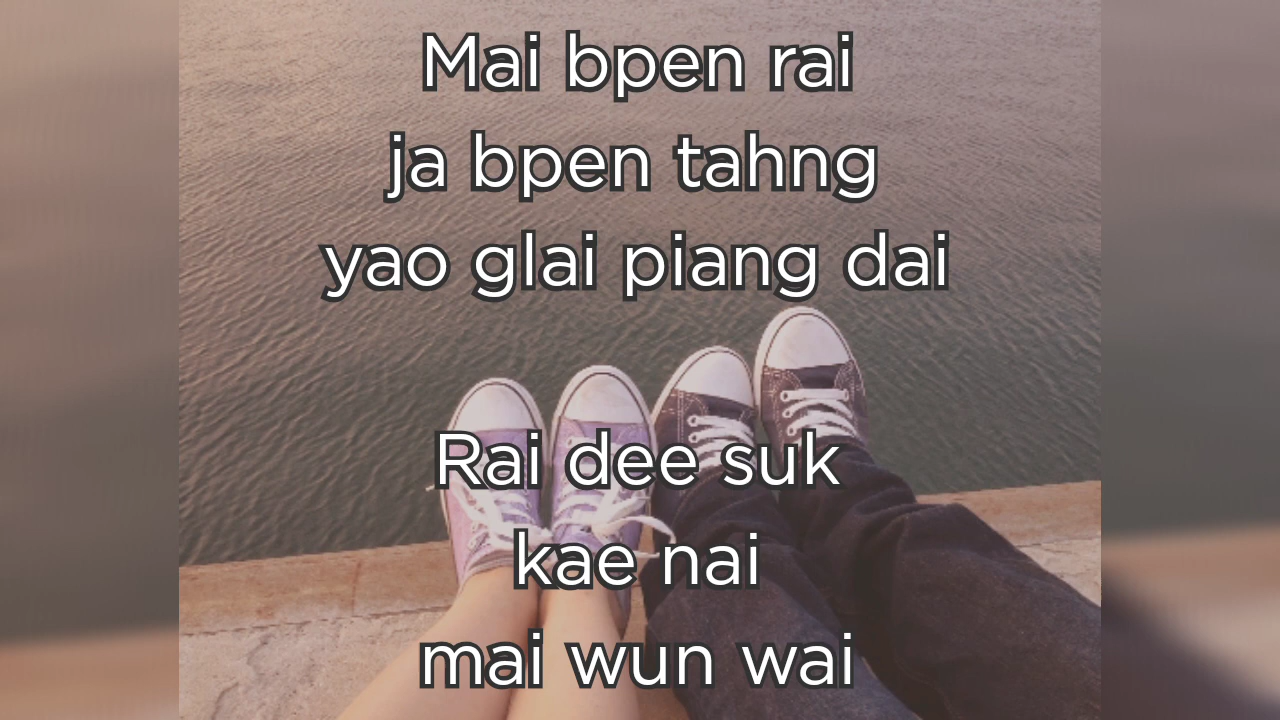 Mai bpen rai
ja bpen tahng
yao glai piang dai
Rai dee suk
kae nai
mai wun wai